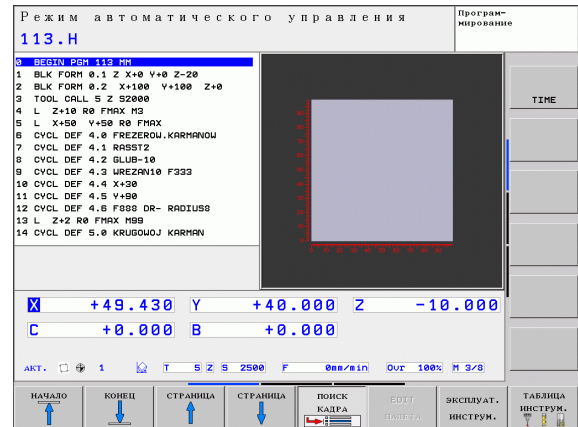 Режим автоматического управления
Програм-
мирование
113.H
0 BEGIN PGM 113 MM
1 BLK FORM 0.1 Z X+0 Y+0 Z-20
2 BLK FORM 0.2 X+100 Y+100 Z+0
3 TOOL CALL 5 Z S2000
4 L Z+10 R0 FMAX M3
5 L X+50 Y+50 R0 FMAX
6 CYCL DEF 4.0 FREZEROW.KARMANOW
7 CYCL DEF 4.1 RASST2
8 CYCL DEF 4.2 GLUB-10
9 CYCL DEF 4.3 WREZAN10 F333
10 CYCL DEF 4.4 X+30
11 CYCL DEF 4.5 Y+90
12 CYCL DEF 4.6 F888 DR- RADIUS8
13 L Z+2 R0 FMAX M99
14 CYCL DEF 5.0 KRUGOWOJ KARMAN
TIME
X +49.430 Y +40.000 Z -10.000
C +0.000 B +0.000
АКТ. 1 T 5 Z S 2500 F 0mm/min Ovr 100% M 3/8
НАЧАЛО
КОНЕЦ
СТРАНИЦА
СТРАНИЦА
ПОИСК
КАДРА
EDIT
ЭКСПЛУАТ.
ИНСТРУМ.
ТАБЛИЦА
ИНСТРУМ.